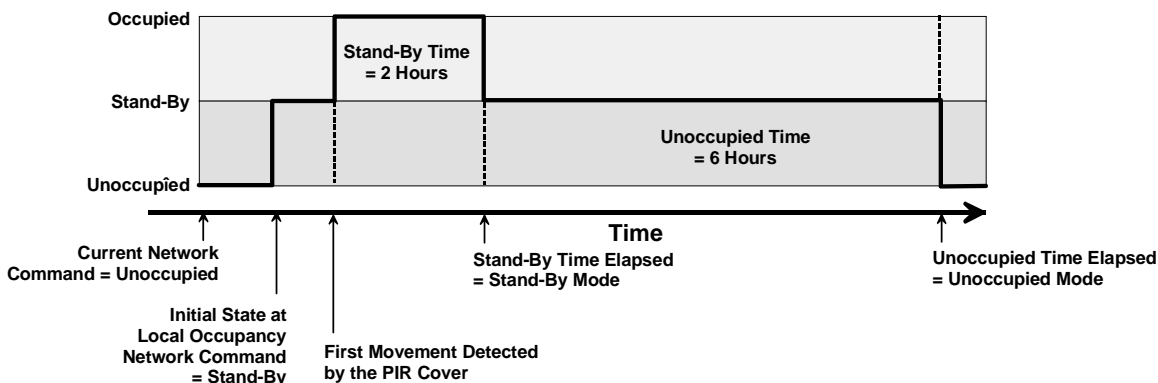 Occupied
Stand-By Time
= 2 Hours
Stand-By
Unoccupied Time
= 6 Hours
Unoccupîed
Time
Current Network
Command = Unoccupied
Stand-By Time Elapsed
= Stand-By Mode
Unoccupied Time Elapsed
= Unoccupied Mode
Initial State at
Local Occupancy
Network Command
= Stand-By
First Movement Detected
by the PIR Cover